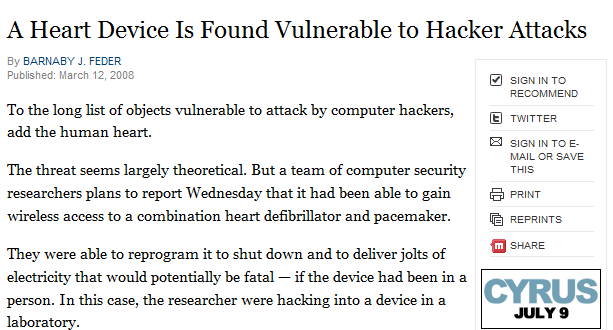 A Heart Device Is Found Vulnerable to Hacker Attacks
By BARNABY J. FEDER
Published: March 12, 2008
To the long list of objects vulnerable to attack by computer hackers,
add the human heart.
The threat seems largely theoretical. But a team of computer security
researchers plans to report Wednesday that it had been able to gain
wireless access to a combination heart defibrillator and pacemaker.
They were able to reprogram it to shut down and to deliver jolts of
electricity that would potentially be fatal — if the device had been in a
person. In this case, the researcher were hacking into a device in a
laboratory.
SIGN IN TO
RECOMMEND
TWITTER
SIGN IN TO E-
MAIL OR SAVE
THIS
PRINT
REPRINTS
SHARE
CYRUS
JULY 9